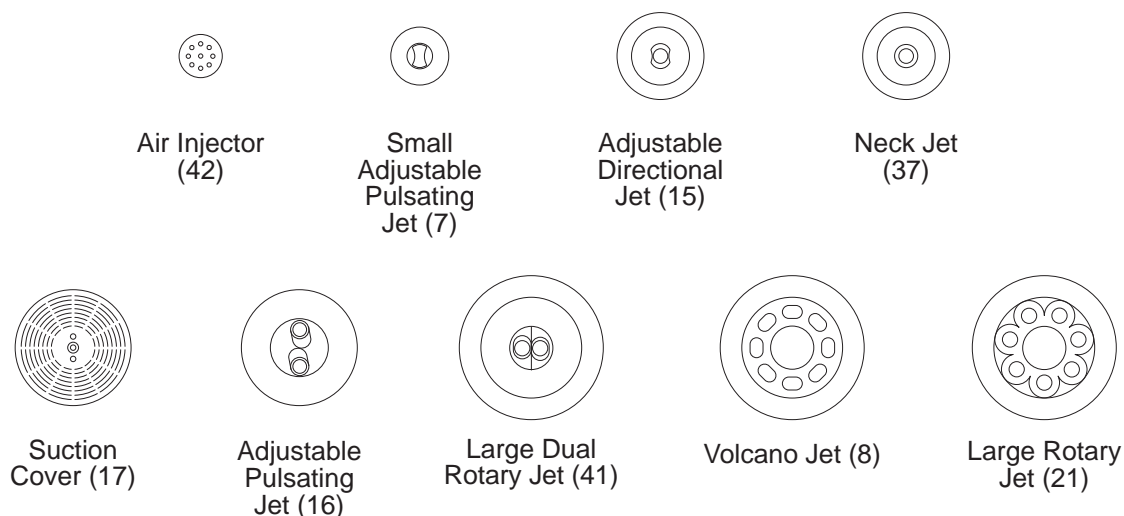 Air Injector
(42)
Small
Adjustable
Pulsating
Jet (7)
Adjustable
Directional
Jet (15)
Neck Jet
(37)
Suction
Cover (17)
Adjustable
Pulsating
Jet (16)
Large Dual
Rotary Jet (41)
Volcano Jet (8)
Large Rotary
Jet (21)